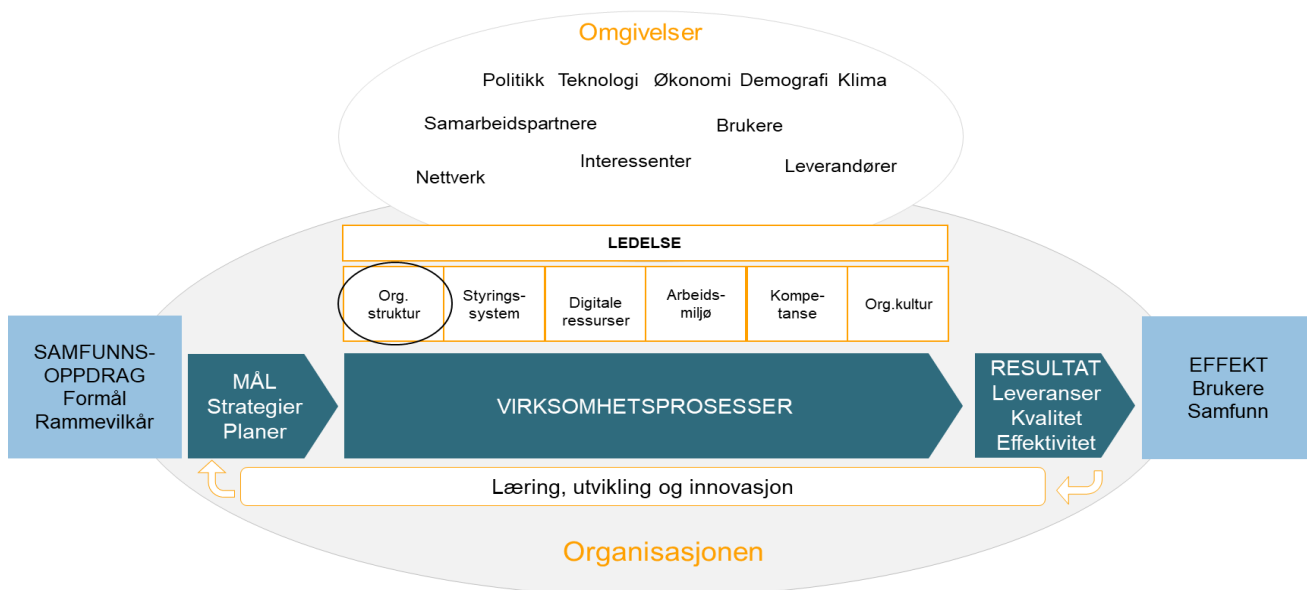 Omgivelser
Politikk Teknologi Økonomi Demografi Klima
Samarbeidspartnere Brukere
Interessenter
Nettverk Leverandører
LEDELSE
Org.
struktur
Styrings-
system
Digitale
ressurser
Arbeids-
miljø
Kompe-
tanse
Org.kultur
SAMFUNNS-
OPPDRAG
Formål
Rammevilkår
MÅL
Strategier
Planer
VIRKSOMHETSPROSESSER
RESULTAT
Leveranser
Kvalitet
Effektivitet
EFFEKT
Brukere
Samfunn
Læring, utvikling og innovasjon
Organisasjonen